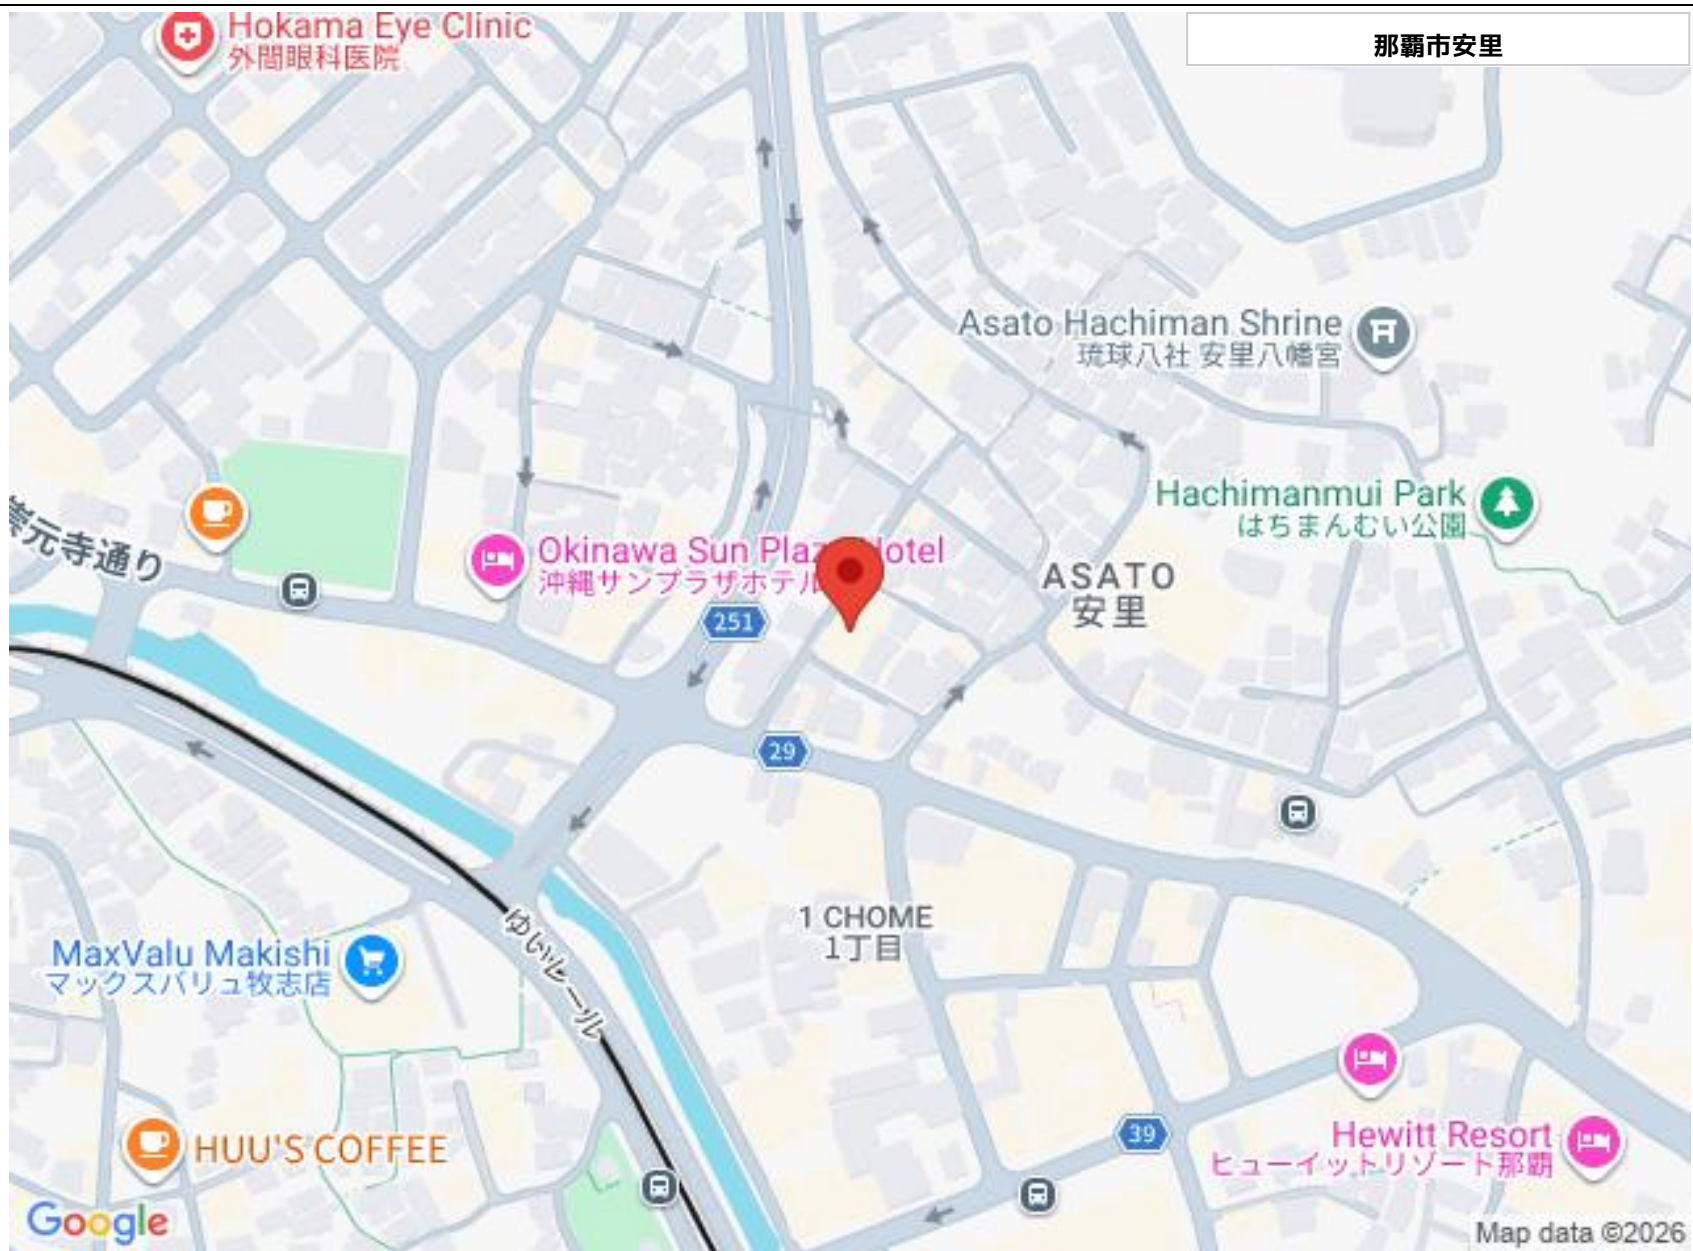 Hokama Eye Clinic
外間眼科医院
那覇市安里
Asato Hachiman Shrine
琉球八社 安里八幡宮
Hachimanmui Park
はちまんむい公園
崇元寺通り
Okinawa Sun Plaza Hotel
沖縄サンプラザホテル
ASATO
安里
251
29
1 CHOME
1丁目
MaxValu Makishi
マックスバリュ牧志店
ゆいレール
HUU'S COFFEE
39
Hewitt Resort
ヒューイットリゾート那覇
Google
Map data ©2026